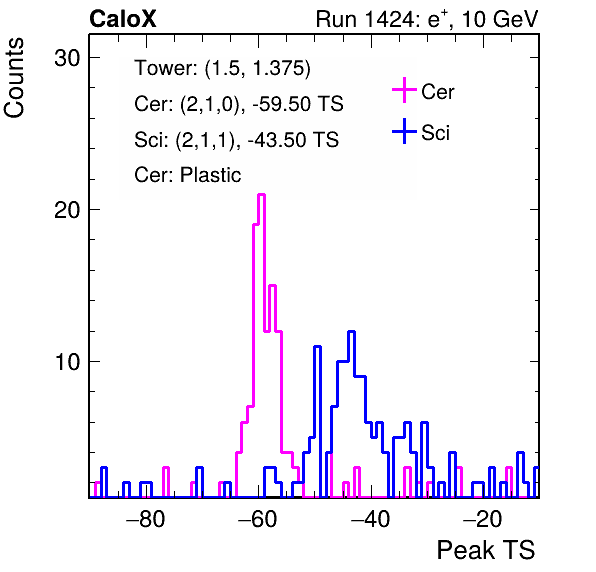 CaloX Run 1424: e⁺, 10 GeV
Counts
30
20
10
Tower: (1.5, 1.375)
Cer: (2,1,0), -59.50 TS
Sci: (2,1,1), -43.50 TS
Cer: Plastic
Cer
Sci
−80 −60 −40 −20
Peak TS